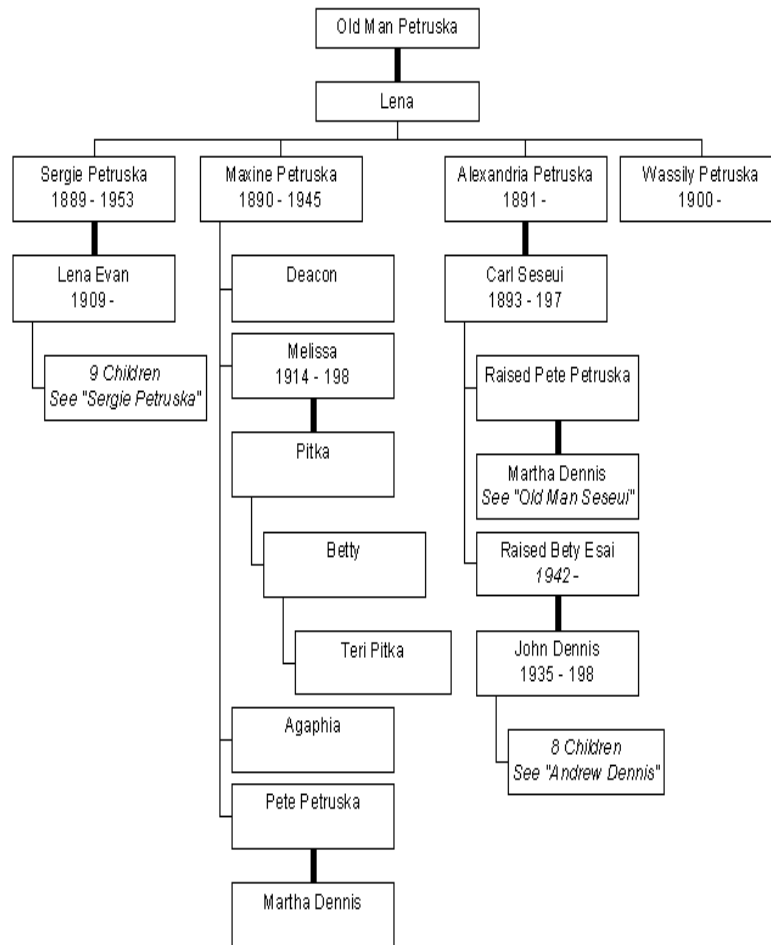 Old Man Petruska
Lena
Sergie Petruska
1889 - 1953
Maxine Petruska
1890 - 1945
Alexandria Petruska
1891 -
Wassily Petruska
1900 -
Lena Evan
1909 -
9 Children
See "Sergie Petruska"
Deacon
Melissa
1914 - 198
Pitka
Betty
Teri Pitka
Agaphia
Pete Petruska
Martha Dennis
Carl Seseui
1893 - 197
Raised Pete Petruska
Martha Dennis
See "Old Man Seseui"
Raised Bety Esai
1942 -
John Dennis
1935 - 198
8 Children
See "Andrew Dennis"